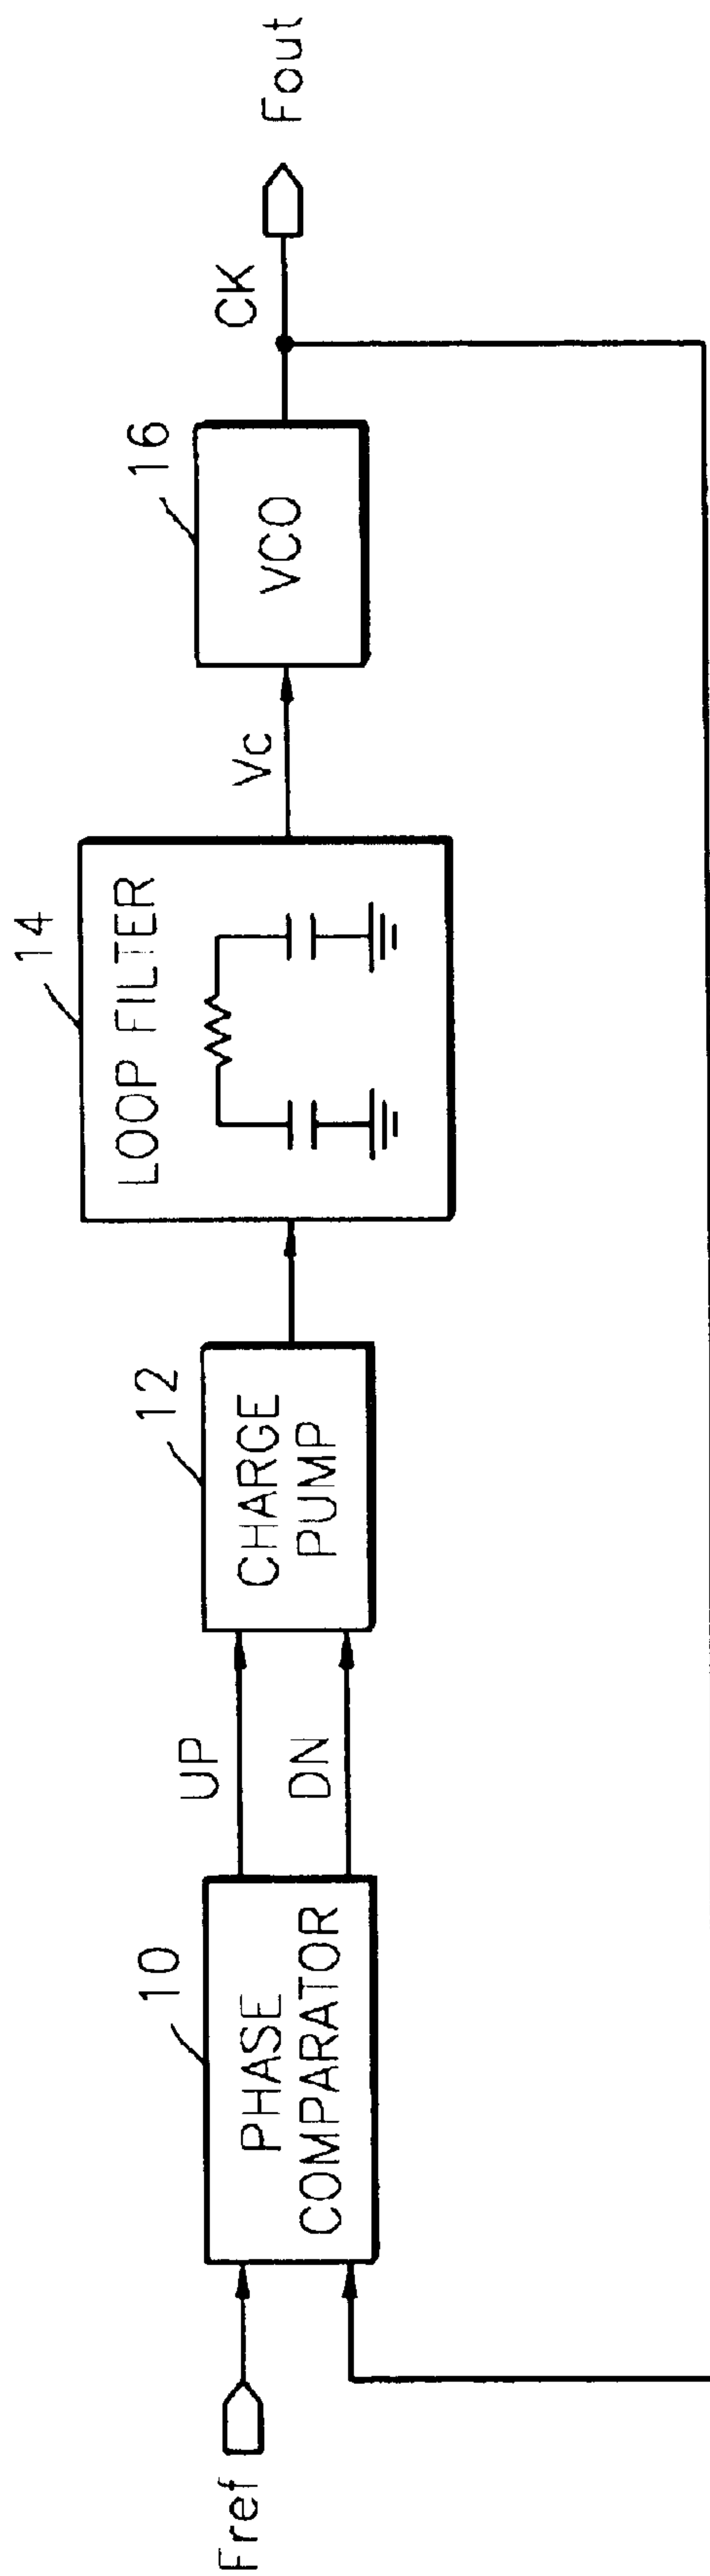 Fref
10
PHASE
COMPARATOR
UP
DN
12
CHARGE
PUMP
14
LOOP FILTER
Vc
16
VCO
CK
Fout